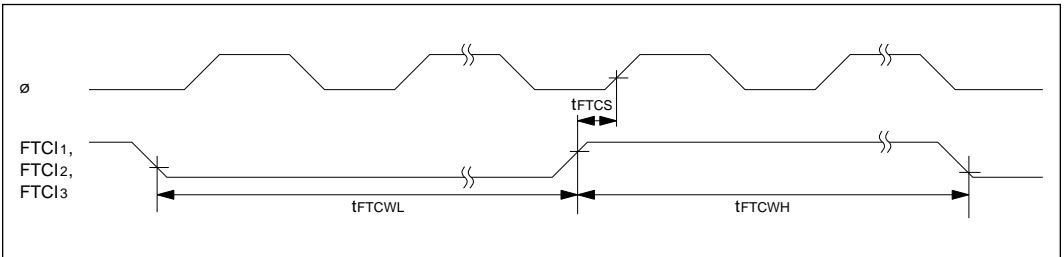 ø
tFTCS
FTCI1,
FTCI2,
FTCI3
tFTCWL
tFTCWH